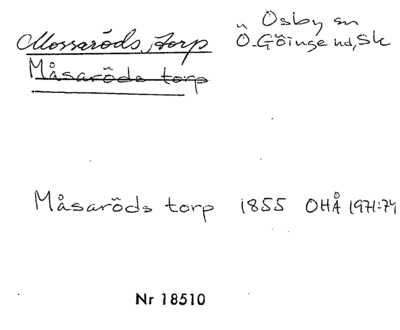 Mossaröds torp Osby sn
Ö. Göinge hd, Sk
Måsaröds torp
Måsaröds torp 1855 OHÅ 1971:74
Nr 18510